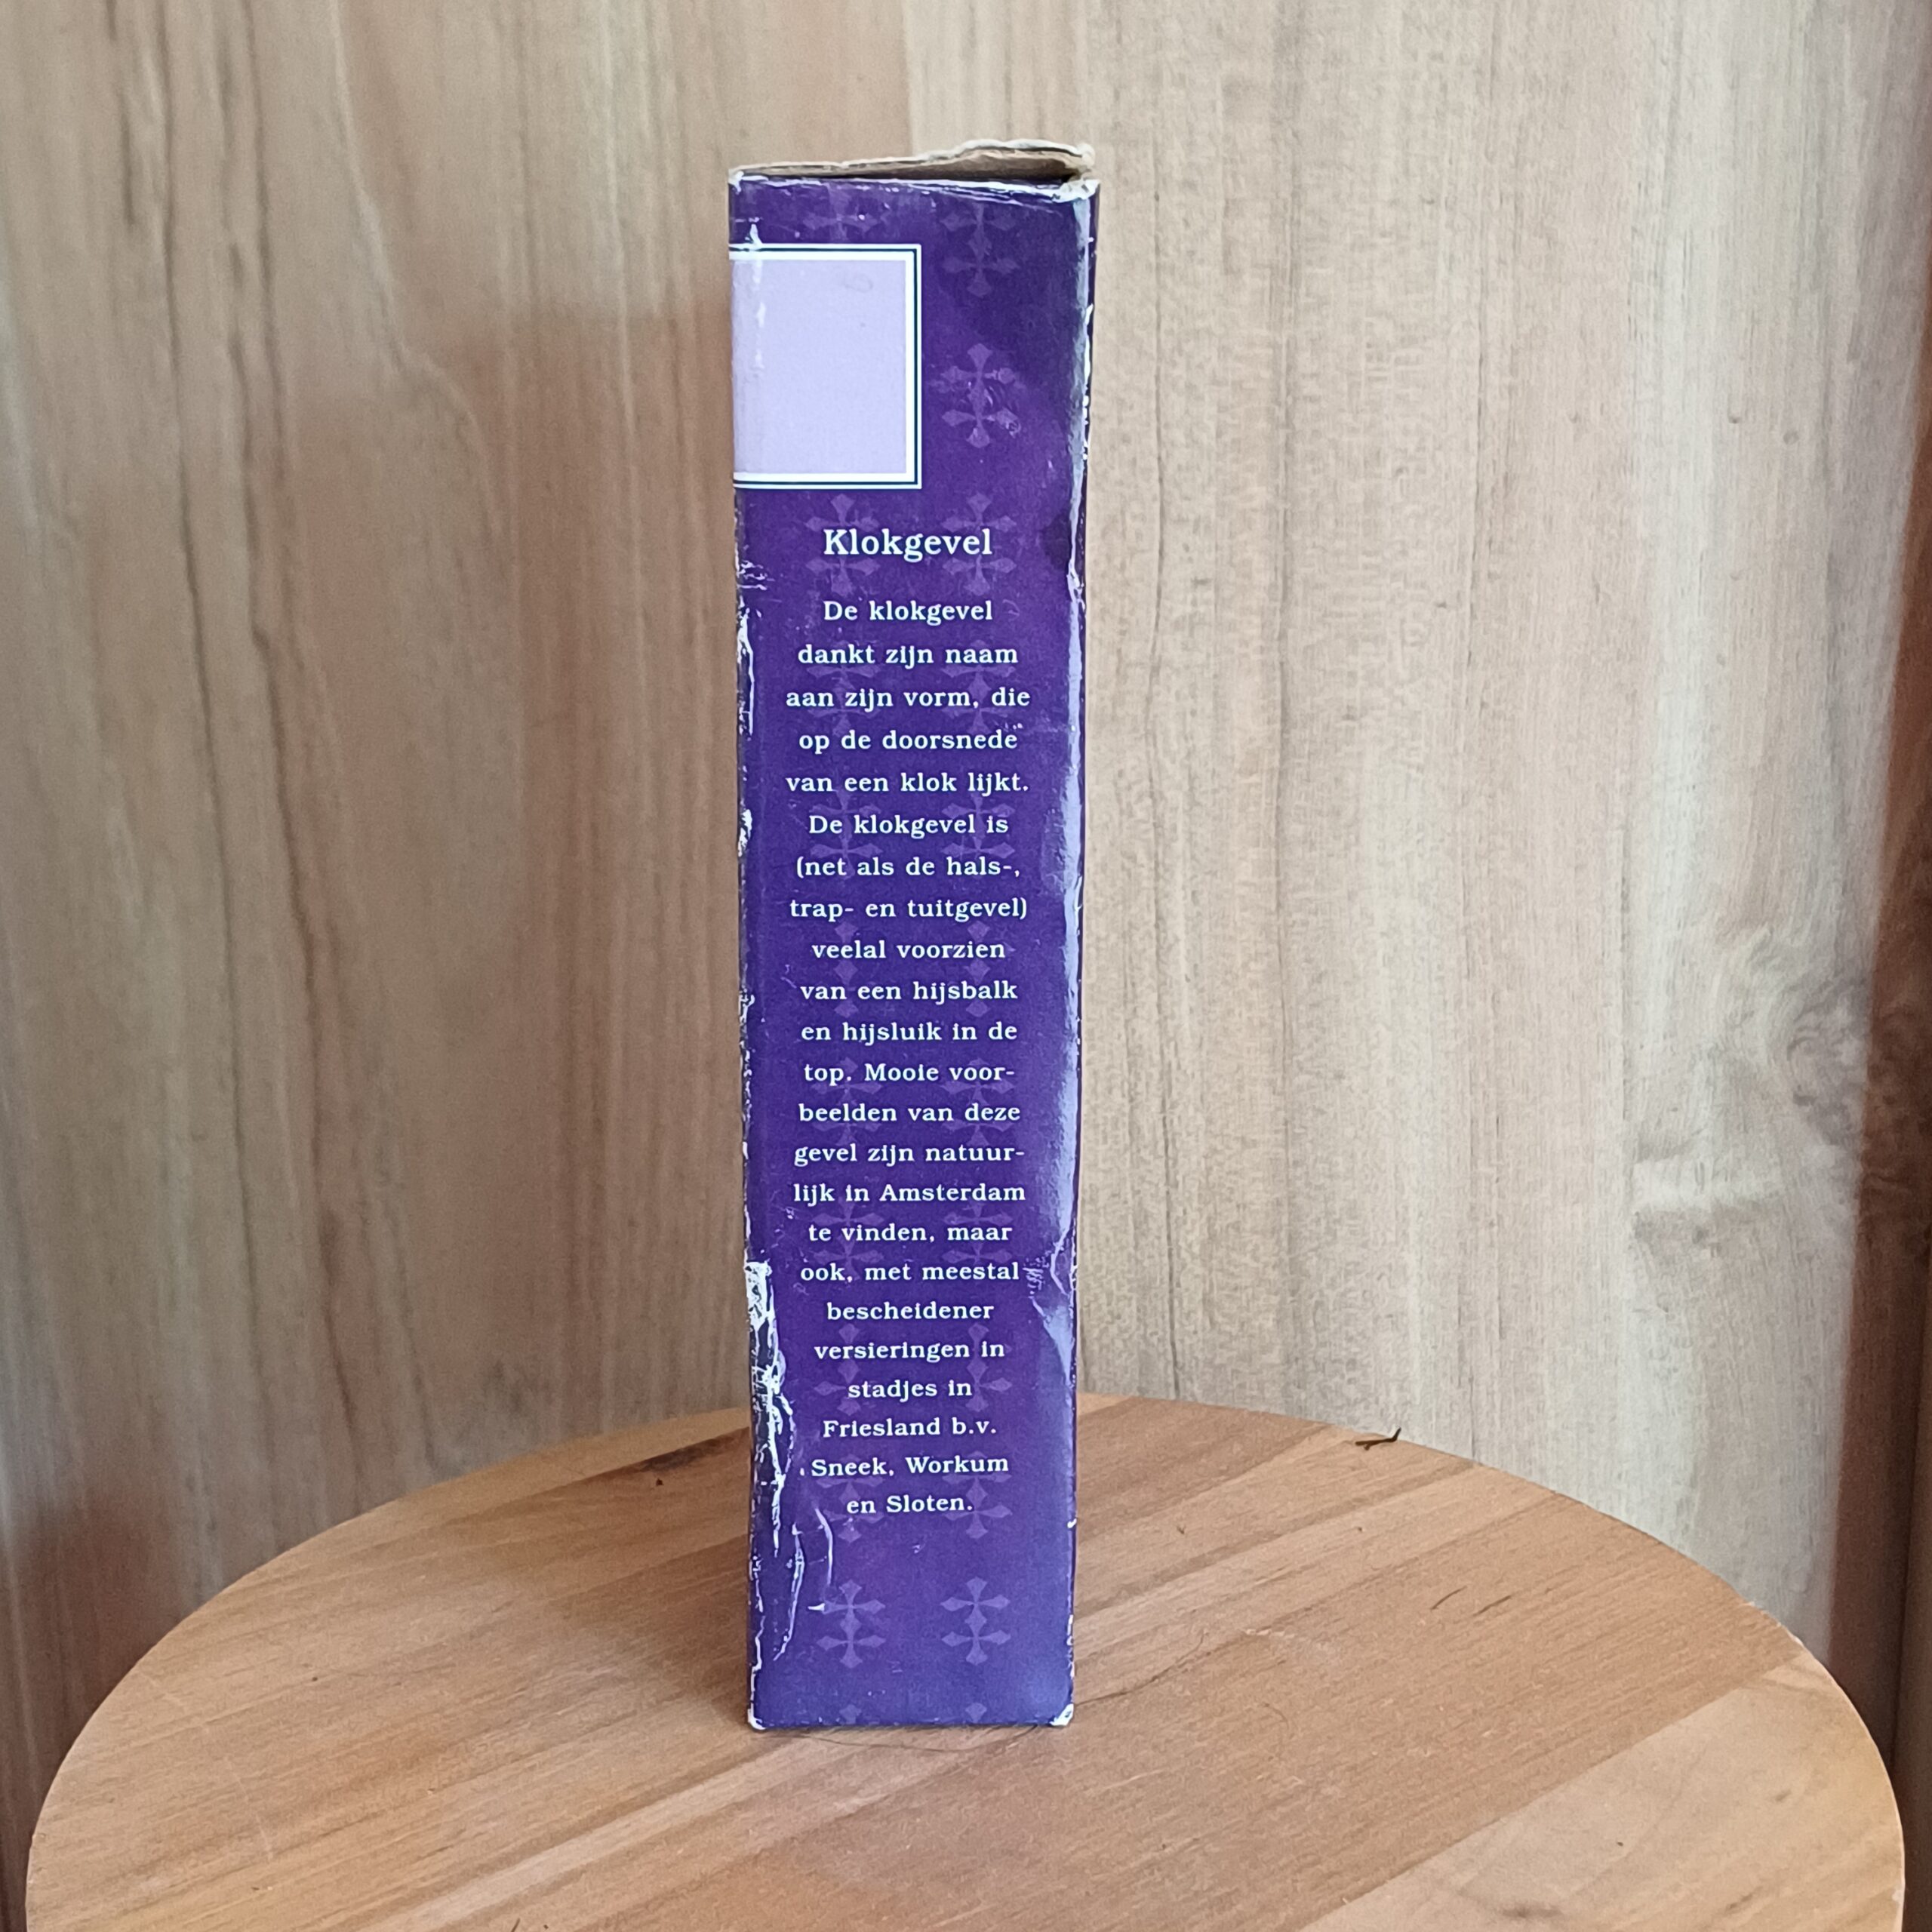 Klokgevel
De klokgevel
dankt zijn naam
aan zijn vorm, die
op de doorsnede
van een klok lijkt.
De klokgevel is
(net als de hals-,
trap- en tuitgevel)
veelal voorzien
van een hijsbalk
en hijsluik in de
top. Mooie voor-
beelden van deze
gevel zijn natuur-
lijk in Amsterdam
te vinden, maar
ook, met meestal
bescheidener
versieringen in
stadjes in
Friesland b.v.
Sneek, Workum
en Sloten.